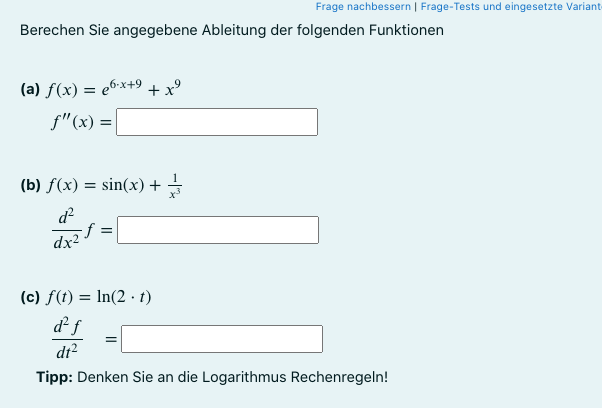 Frage nachbessern | Frage-Tests und eingesetzte Variant
Berechen Sie angegebene Ableitung der folgenden Funktionen
(a) f(x) = e^{6·x+9} + x^9
f''(x) =
(b) f(x) = sin(x) + \frac{1}{x^3}
\frac{d^2}{dx^2} f =
(c) f(t) = ln(2 · t)
\frac{d^2 f}{dt^2} =
Tipp: Denken Sie an die Logarithmus Rechenregeln!